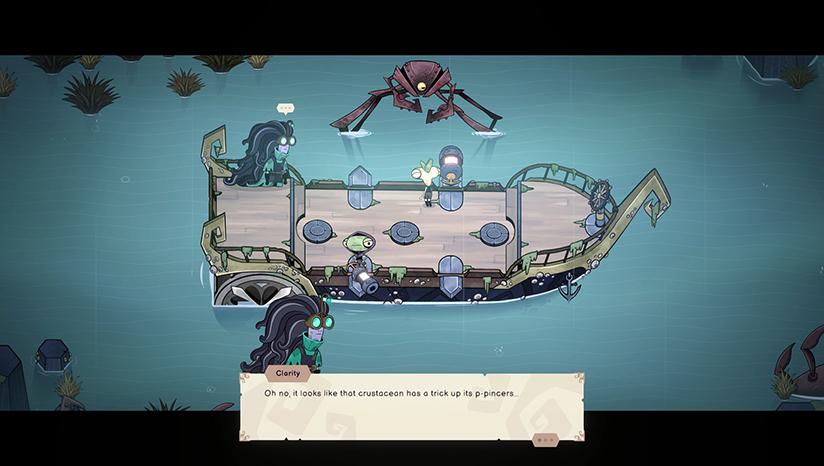 Clarity
Oh no, it looks like that crustacean has a trick up its p-pincers...